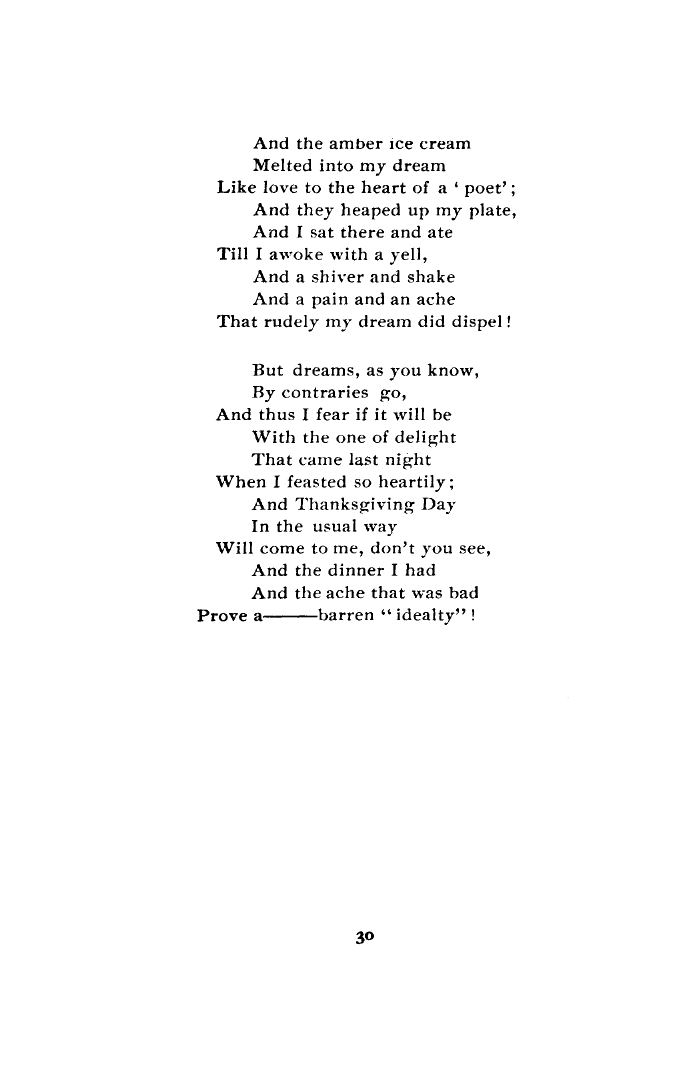 And the amber ice cream
Melted into my dream
Like love to the heart of a ‘ poet’ ;
And they heaped up my plate,
And I sat there and ate
Till I awoke with a yell,
And a shiver and shake
And a pain and an ache
That rudely my dream did dispel !
But dreams, as you know,
By contraries go,
And thus I fear if it will be
With the one of delight
That came last night
When I feasted so heartily ;
And Thanksgiving Day
In the usual way
Will come to me, don’t you see,
And the dinner I had
And the ache that was bad
Prove a———barren “ idealty” !
30